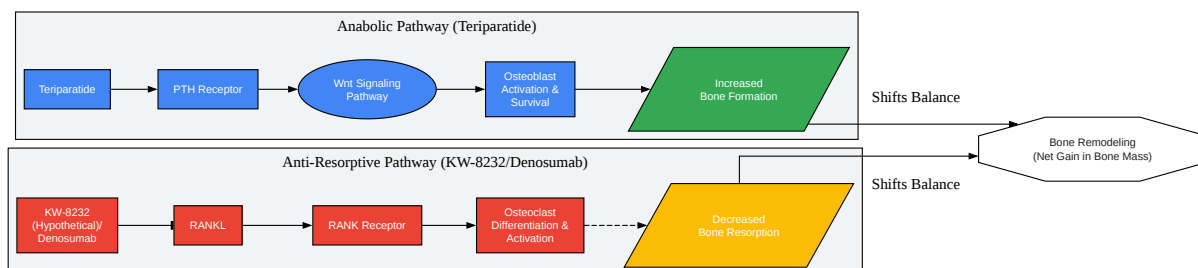 Anabolic Pathway (Teriparatide)
Teriparatide
PTH Receptor
Wnt Signaling
Pathway
Osteoblast
Activation &
Survival
Increased
Bone Formation
Shifts Balance
Bone Remodeling
(Net Gain in Bone Mass)
Anti-Resorptive Pathway (KW-8232/Denosumab)
KW-8232
(Hypothetical)/
Denosumab
RANKL
RANK Receptor
Osteoclast
Differentiation &
Activation
Decreased
Bone Resorption
Shifts Balance